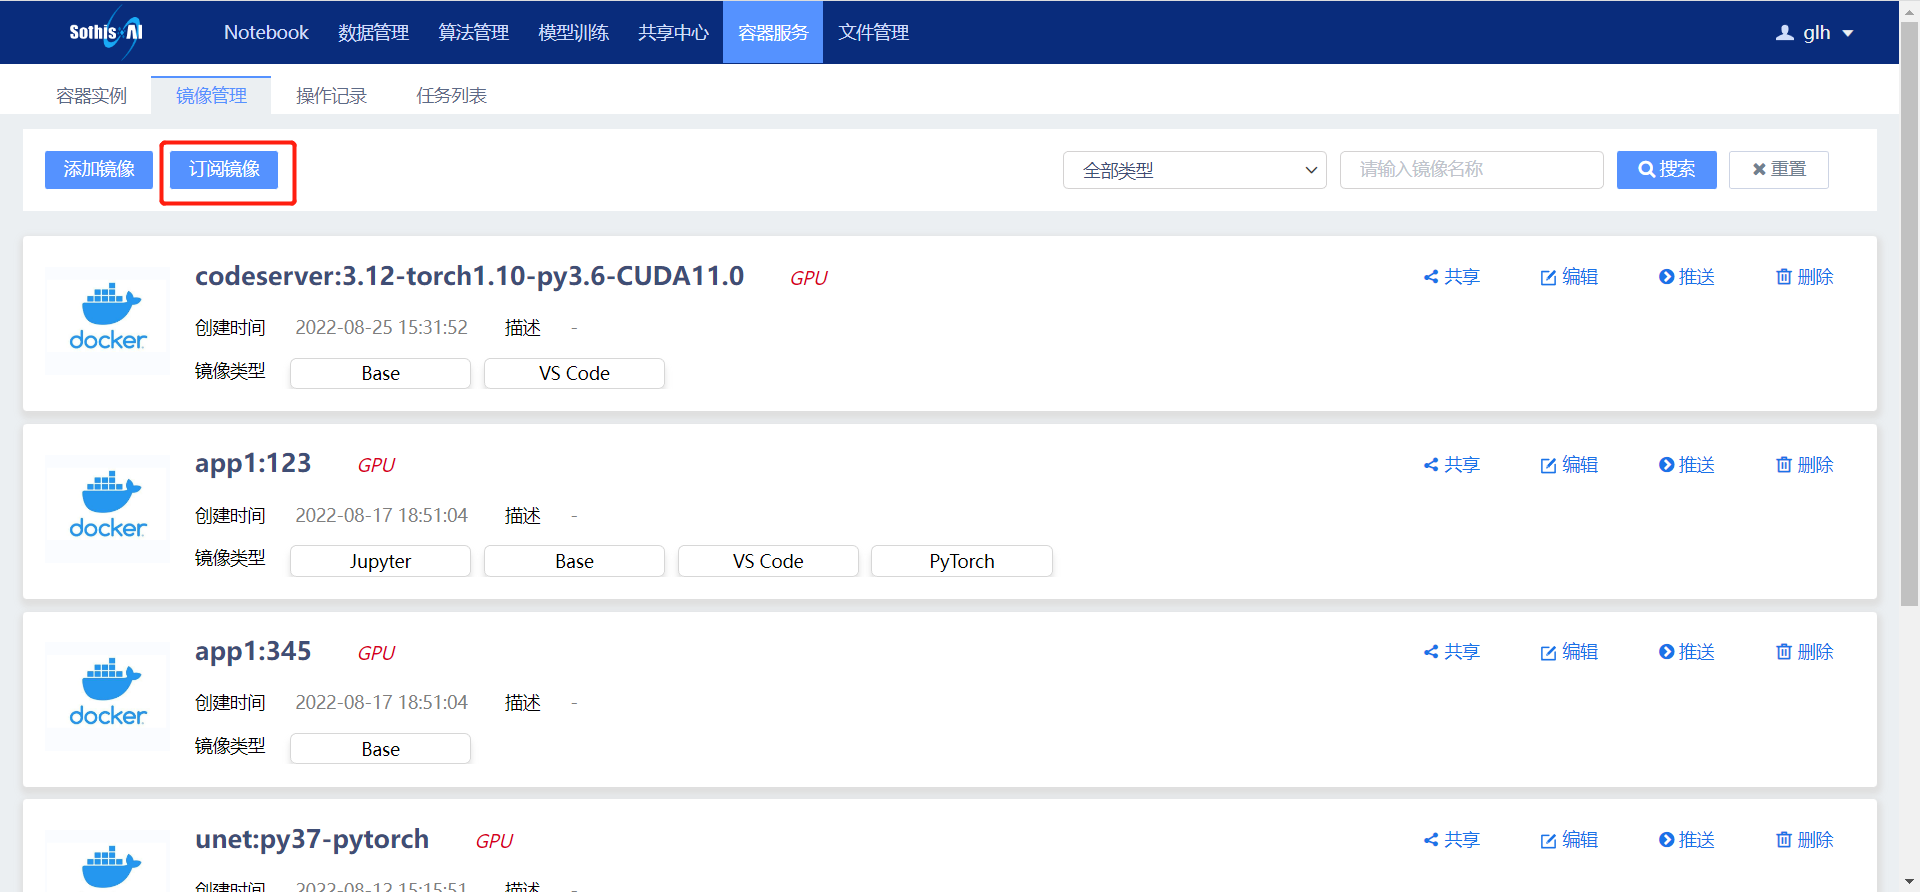 SothisAI Notebook 数据管理 算法管理 模型训练 共享中心 容器服务 文件管理 glh
容器实例 镜像管理 操作记录 任务列表
添加镜像 订阅镜像 全部类型 请输入镜像名称 搜索 重置
codeserver:3.12-torch1.10-py3.6-CUDA11.0 GPU 共享 编辑 推送 删除
docker
创建时间 2022-08-25 15:31:52 描述 -
镜像类型 Base VS Code
app1:123 GPU 共享 编辑 推送 删除
docker
创建时间 2022-08-17 18:51:04 描述 -
镜像类型 Jupyter Base VS Code PyTorch
app1:345 GPU 共享 编辑 推送 删除
docker
创建时间 2022-08-17 18:51:04 描述 -
镜像类型 Base
unet:py37-pytorch GPU 共享 编辑 推送 删除
创建时间 2022-08-12 15:15:51 描述 -